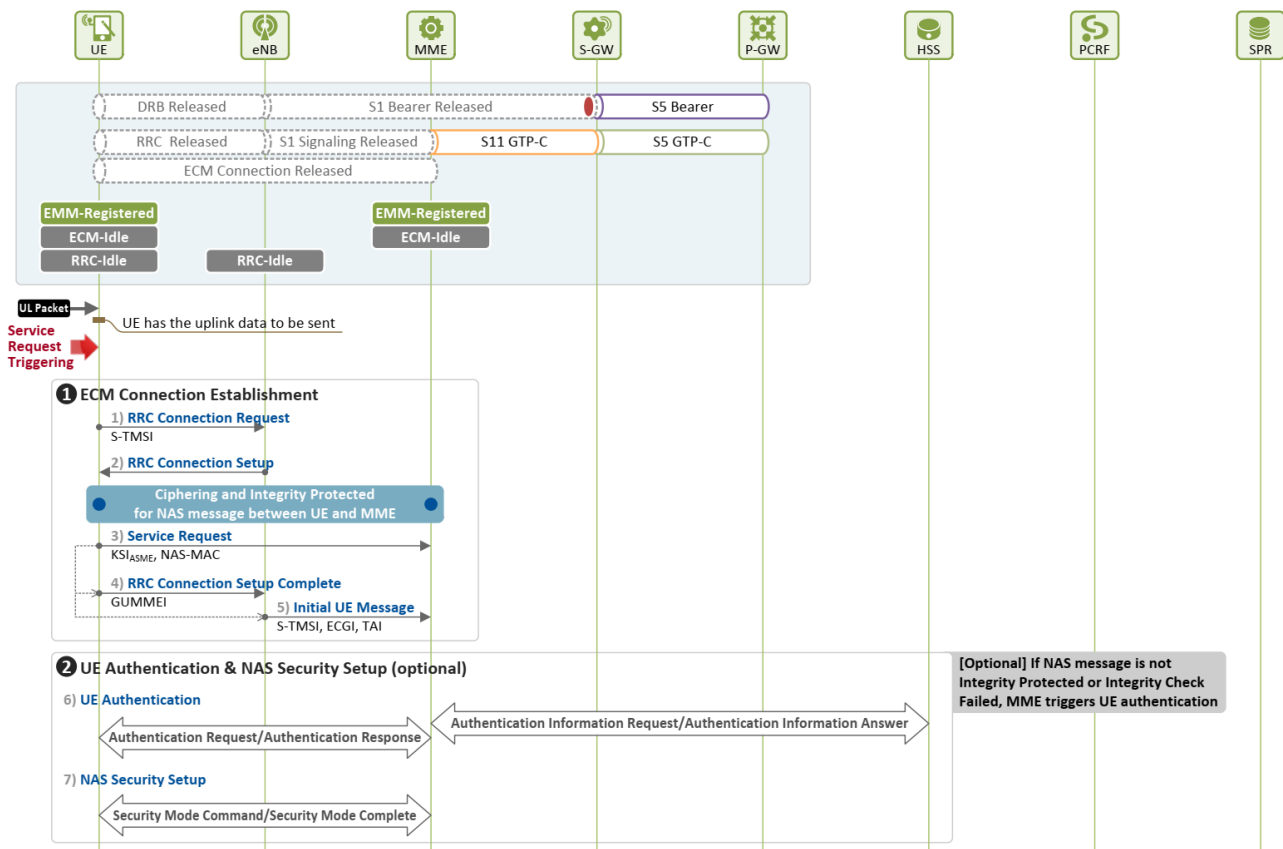 UE
eNB
MME
S-GW
P-GW
HSS
PCRF
SPR
DRB Released
S1 Bearer Released
S5 Bearer
RRC Released
S1 Signaling Released
S11 GTP-C
S5 GTP-C
ECM Connection Released
EMM-Registered
EMM-Registered
ECM-Idle
ECM-Idle
RRC-Idle
RRC-Idle
UL Packet
UE has the uplink data to be sent
Service
Request
Triggering
❶ ECM Connection Establishment
1) RRC Connection Request
S-TMSI
2) RRC Connection Setup
Ciphering and Integrity Protected
for NAS message between UE and MME
3) Service Request
KSIASME, NAS-MAC
4) RRC Connection Setup Complete
GUMMEI
5) Initial UE Message
S-TMSI, ECGI, TAI
❷ UE Authentication & NAS Security Setup (optional)
[Optional] If NAS message is not
Integrity Protected or Integrity Check
Failed, MME triggers UE authentication
6) UE Authentication
Authentication Information Request/Authentication Information Answer
Authentication Request/Authentication Response
7) NAS Security Setup
Security Mode Command/Security Mode Complete